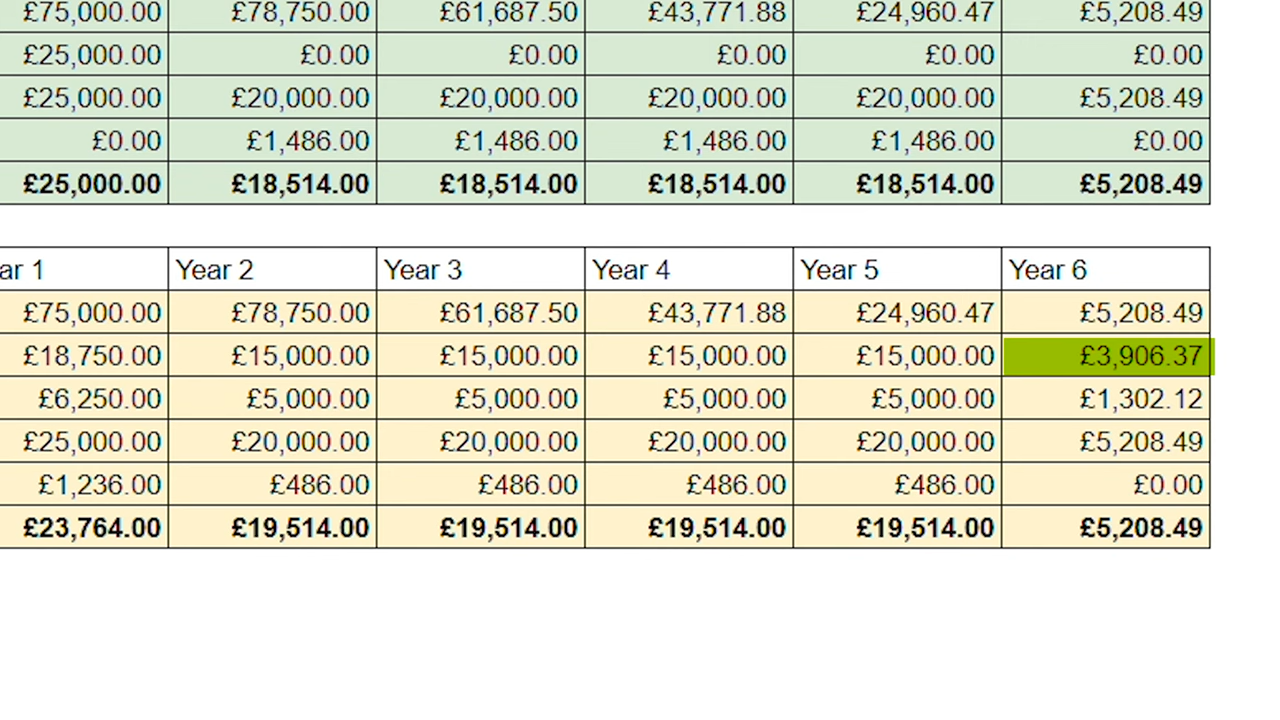 £75,000.00 £78,750.00 £61,687.50 £43,771.88 £24,960.47 £5,208.49
£25,000.00 £0.00 £0.00 £0.00 £0.00 £0.00
£25,000.00 £20,000.00 £20,000.00 £20,000.00 £20,000.00 £5,208.49
£0.00 £1,486.00 £1,486.00 £1,486.00 £1,486.00 £0.00
£25,000.00 £18,514.00 £18,514.00 £18,514.00 £18,514.00 £5,208.49
ar 1 Year 2 Year 3 Year 4 Year 5 Year 6
£75,000.00 £78,750.00 £61,687.50 £43,771.88 £24,960.47 £5,208.49
£18,750.00 £15,000.00 £15,000.00 £15,000.00 £15,000.00 £3,906.37
£6,250.00 £5,000.00 £5,000.00 £5,000.00 £5,000.00 £1,302.12
£25,000.00 £20,000.00 £20,000.00 £20,000.00 £20,000.00 £5,208.49
£1,236.00 £486.00 £486.00 £486.00 £486.00 £0.00
£23,764.00 £19,514.00 £19,514.00 £19,514.00 £19,514.00 £5,208.49